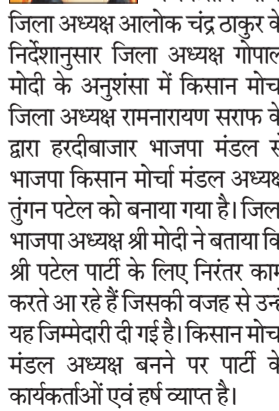 जिला अध्यक्ष आलोक चंद्र ठाकुर के
निर्देशानुसार जिला अध्यक्ष गोपाल
मोदी के अनुशंसा में किसान मोच
जिला अध्यक्ष रामनारायण सराफ के
द्वारा हरदीबाजार भाजपा मंडल से
भाजपा किसान मोर्चा मंडल अध्यक्ष
तुंगन पटेल को बनाया गया है। जिल
भाजपा अध्यक्ष श्री मोदी ने बताया कि
श्री पटेल पार्टी के लिए निरंतर काम
करते आ रहे हैं जिसकी वजह से उन्हे
यह जिम्मेदारी दी गई है। किसान मोच
मंडल अध्यक्ष बनने पर पार्टी के
कार्यकर्ताओं एवं हर्ष व्याप्त है।